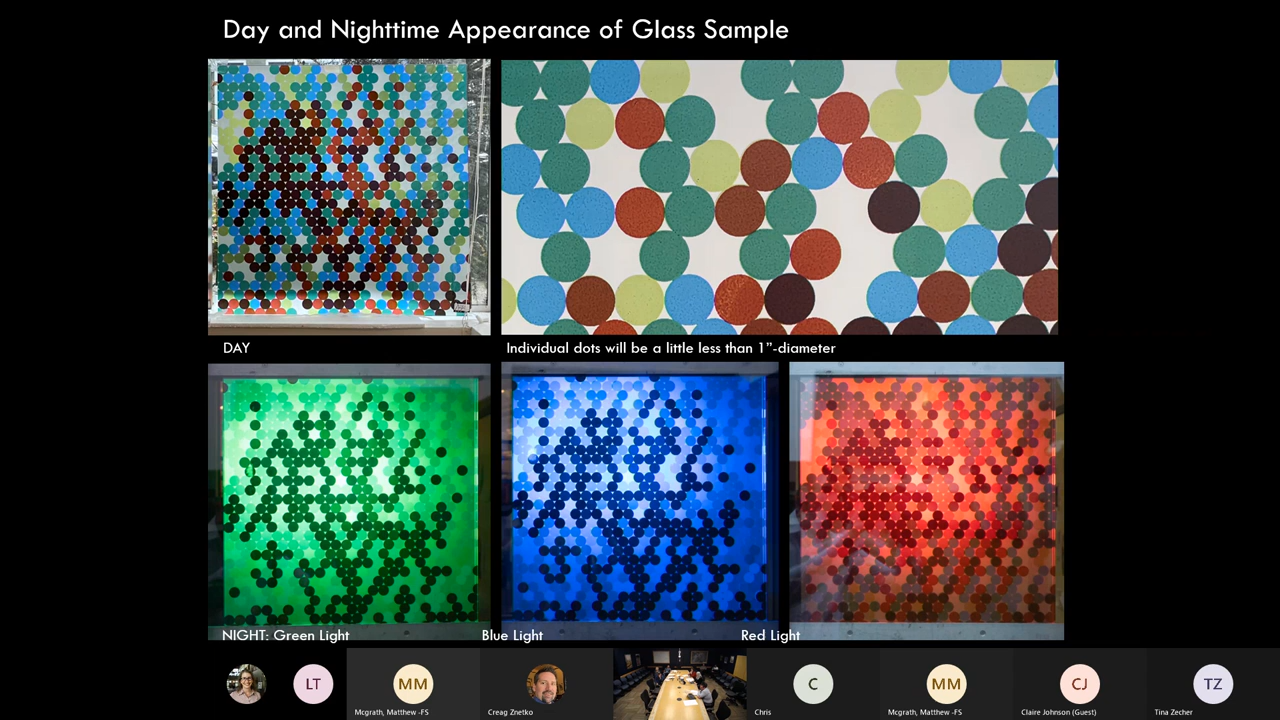 Day and Nighttime Appearance of Glass Sample
DAY
Individual dots will be a little less than 1”-diameter
NIGHT: Green Light
Blue Light
Red Light
LT
MM
Mcgrath, Matthew -FS
Creag Znetko
C
Chris
MM
Mcgrath, Matthew -FS
CJ
Claire Johnson (Guest)
TZ
Tina Zecher